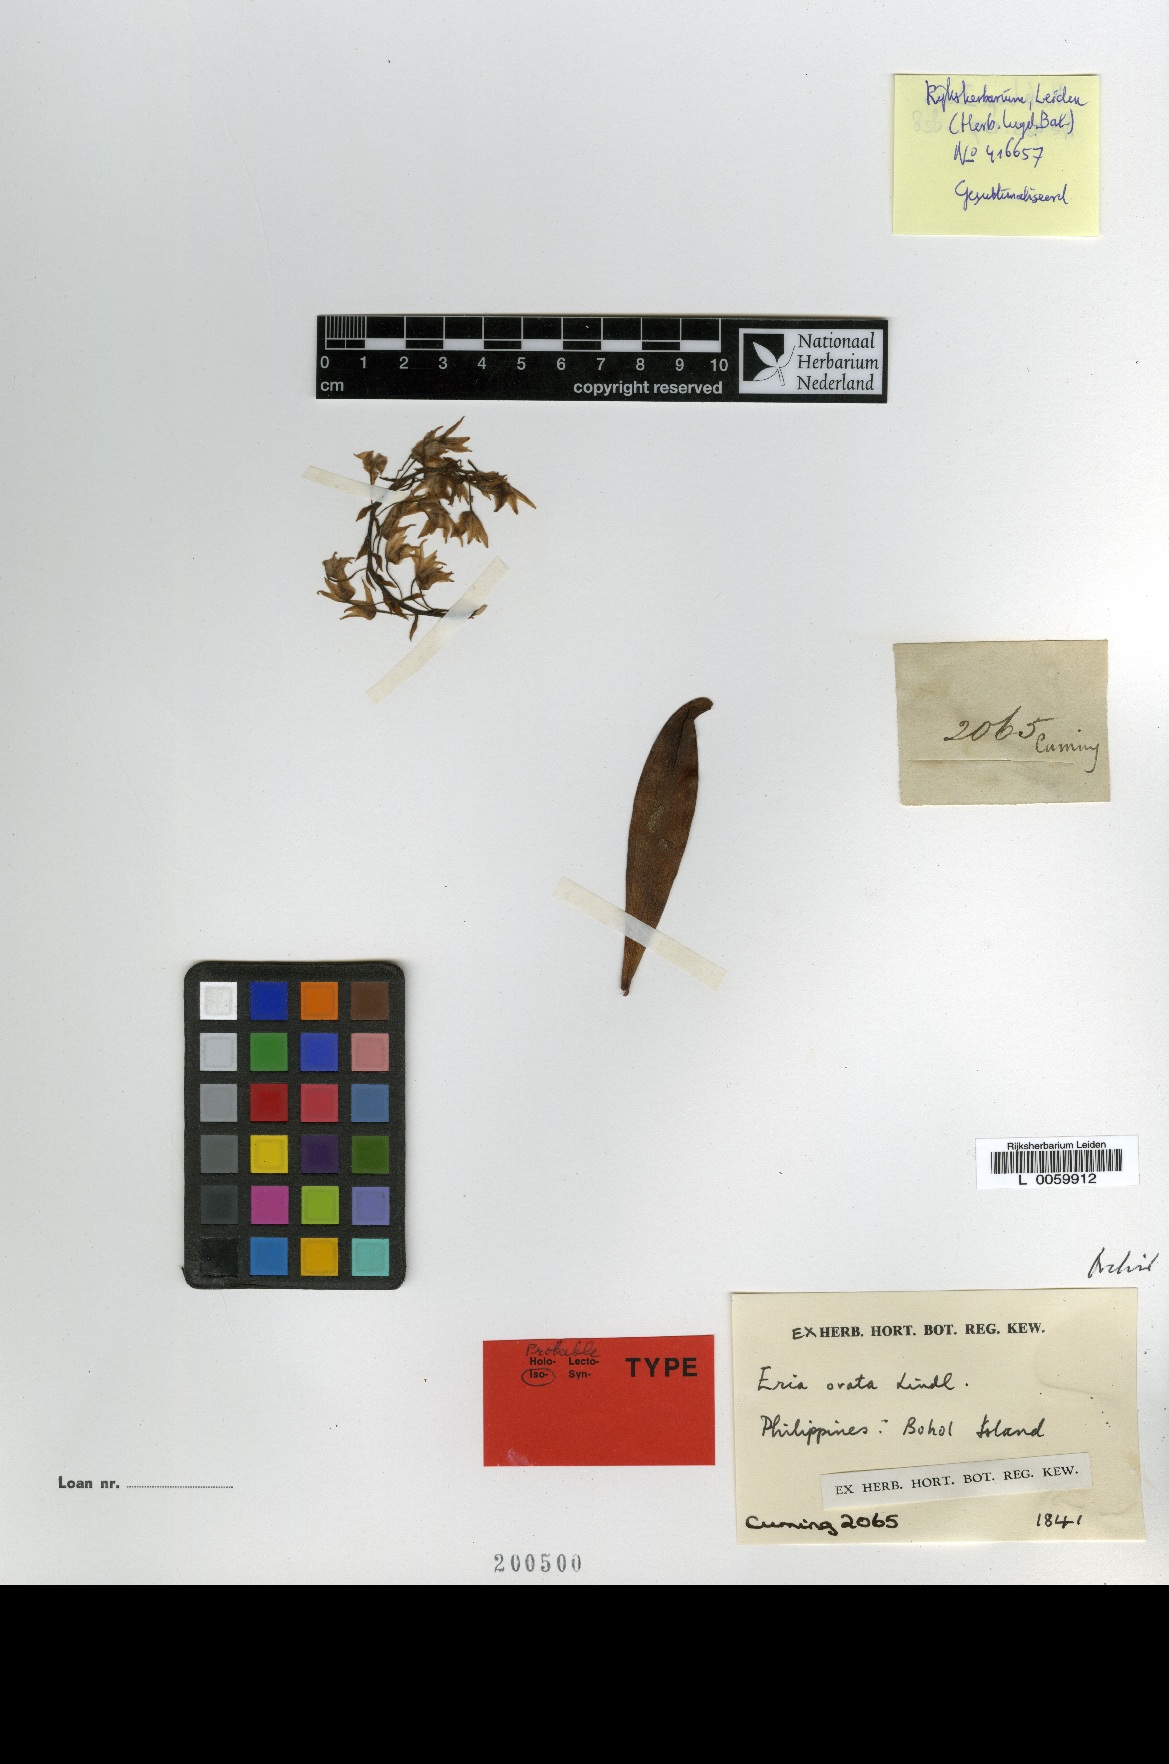 Rijksherbarium, Leiden
(Herb. Lugd. Bat.)
No 416657
Gesublimatiseerd
0 1 2 3 4 5 6 7 8 9 10
cm
copyright reserved
Nationaal
Herbarium
Nederland
2065
Cuming
Rijksherbarium Leiden
L 0059912
Orchid
EX HERB. HORT. BOT. REG. KEW.
Eria ovata Lindl.
Philippines: Bohol Island
EX HERB. HORT. BOT. REG. KEW.
Cuming 2065 1841
Probable
Holo- Lecto-
Iso- Syn-
TYPE
Loan nr.
200500